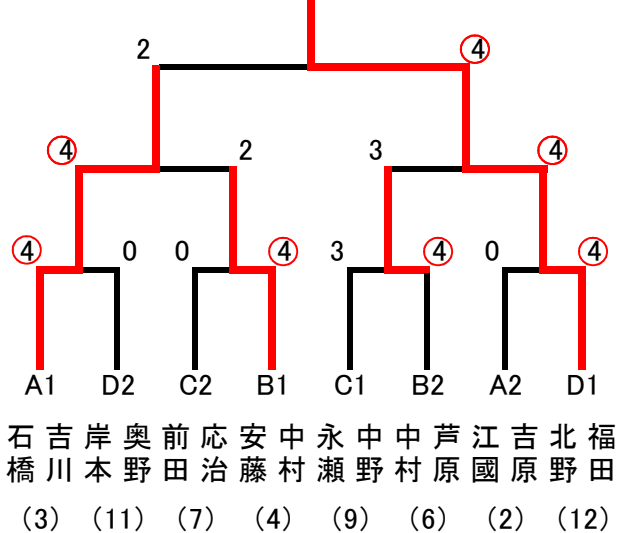 2 ④
④ 2 3 ④
④ 0 0 ④ 3 ④ 0 ④
A1 D2 C2 B1 C1 B2 A2 D1
石橋 吉川 岸本 奥野 前田 応治 安藤 中村 永瀬 中野 中村 芦原 江國 吉原 北野 福田
（3） （11） （7） （4） （9） （6） （2） （12）